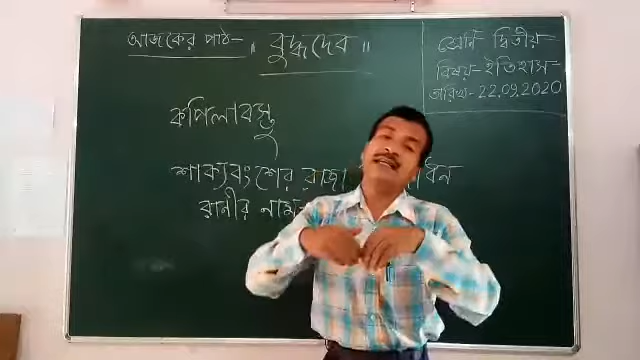 আজকের পাঠ- "বুদ্ধদেব"
শ্রেনি দ্বিতীয়
বিষয়- ইতিহাস
তারিখ- 22.09.2020
কপিলাবস্তু
শাক্যবংশের রাজা
রানীর নাম-